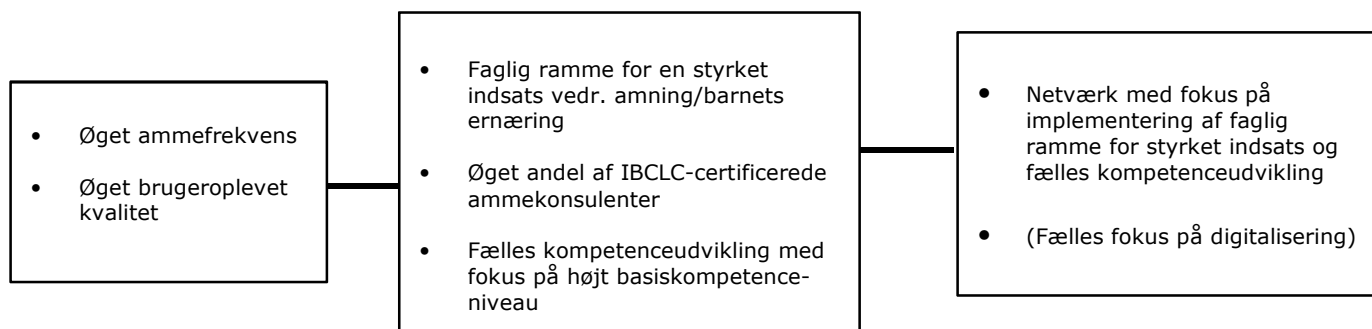 • Øget ammefrekvens
• Øget brugeroplevet
kvalitet
• Faglig ramme for en styrket
indsats vedr. amning/barnets
ernæring
• Øget andel af IBCLC-certificerede
ammekonsulenter
• Fælles kompetenceudvikling med
fokus på højt basiskompetence-
niveau
• Netværk med fokus på
implementering af faglig
ramme for styrket indsats og
fælles kompetenceudvikling
• (Fælles fokus på digitalisering)